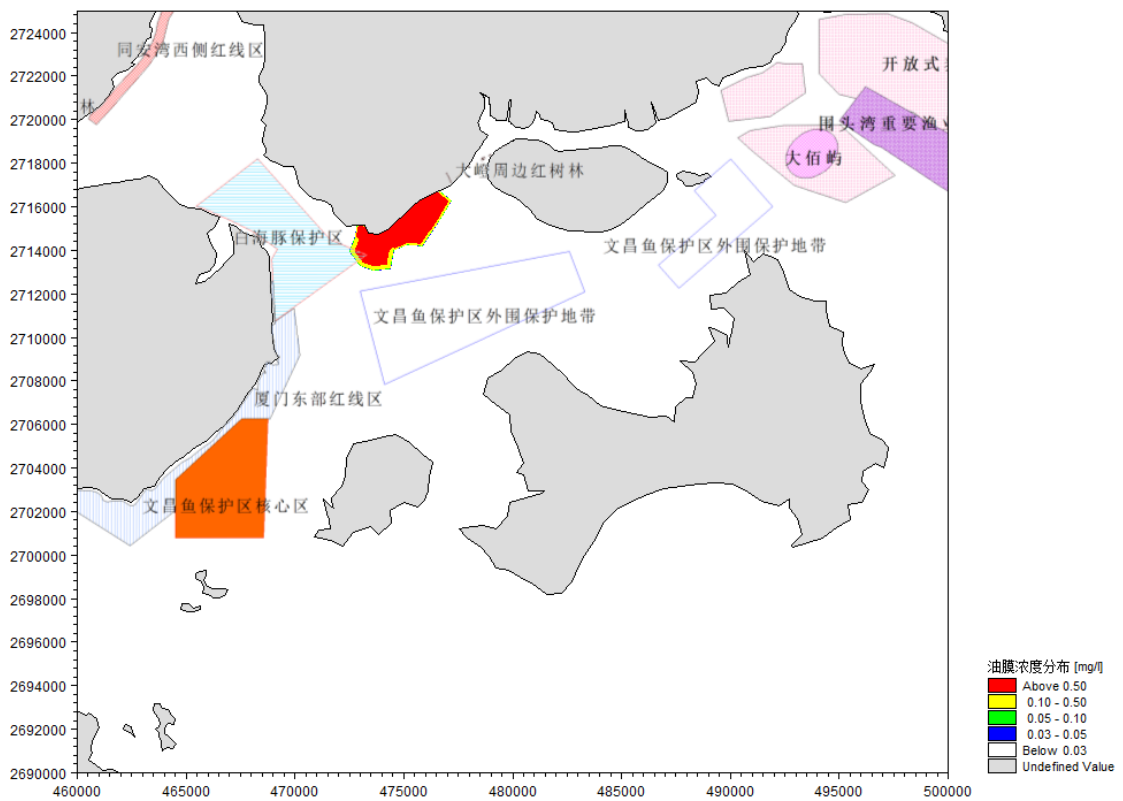 2724000
2722000
2720000
2718000
2716000
2714000
2712000
2710000
2708000
2706000
2704000
2702000
2700000
2698000
2696000
2694000
2692000
2690000
460000
465000
470000
475000
480000
485000
490000
495000
500000
同安湾西侧红线区
林
开放式
围头湾重要渔
大佰屿
大嶝周边红树林
白海豚保护区
文昌鱼保护区外围保护地带
文昌鱼保护区外围保护地带
厦门东部红线区
文昌鱼保护区核心区
油膜浓度分布 [mg/l]
Above 0.50
0.10 - 0.50
0.05 - 0.10
0.03 - 0.05
Below 0.03
Undefined Value